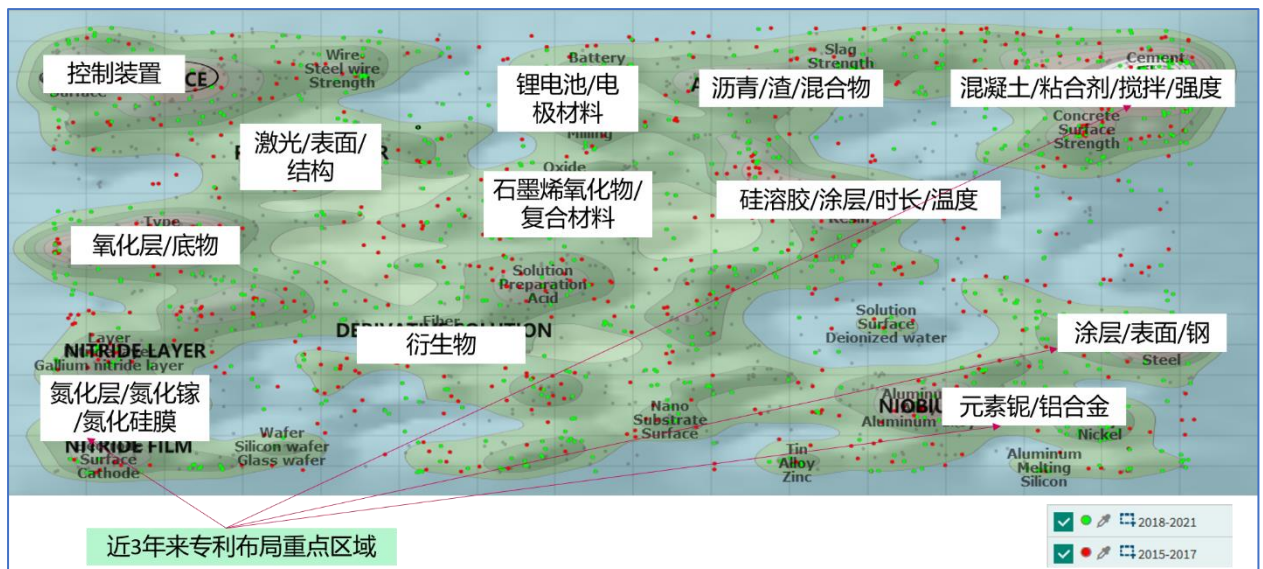 Wire
Steel wire
Strength
控制装置
CE
Battery
锂电池/电
极材料
Milling
Slag
Strength
沥青/渣/混合物
Cement
混凝土/粘合剂/搅拌/强度
Concrete
Surface
Strength
激光/表面/
结构
Oxide
石墨烯氧化物/
复合材料
硅溶胶/涂层/时长/温度
Resin
Type
氧化层/底物
Solution
Preparation
Acid
Fiber
衍生物
Solution
Surface
Deionized water
涂层/表面/钢
Steel
Layer
NITRIDE LAYER
Gallium nitride layer
氮化层/氮化镓
/氮化硅膜
NITRIDE FILM
Surface
Cathode
Wafer
Silicon wafer
Glass wafer
Nano
Substrate
Surface
Aluminum
元素铌/铝合金
Nickel
Tin
Alloy
Zinc
Aluminum
Melting
Silicon
近3年来专利布局重点区域
2018-2021
2015-2017